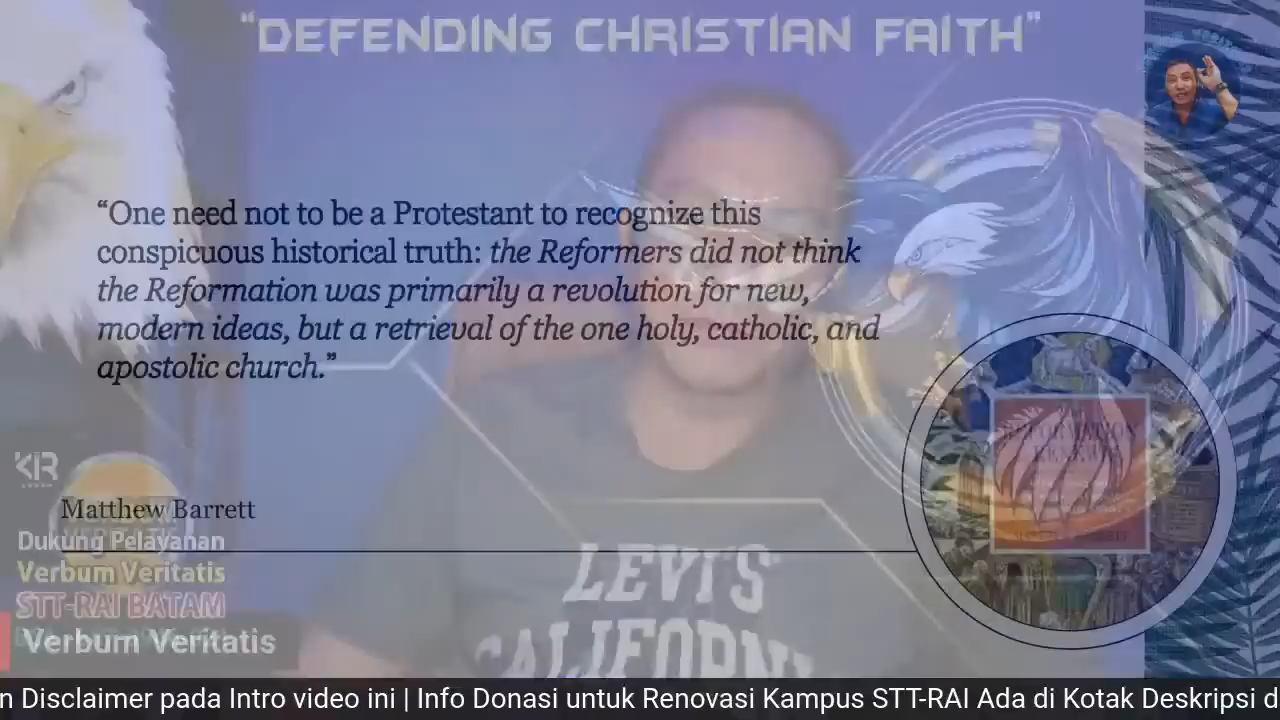 “DEFENDING CHRISTIAN FAITH”
“One need not to be a Protestant to recognize this
conspicuous historical truth: the Reformers did not think
the Reformation was primarily a revolution for new,
modern ideas, but a retrieval of the one holy, catholic, and
apostolic church.”
Matthew Barrett
Dukung Pelayanan
Verbum Veritatis
STT-RAI BATAM
Verbum Veritatis
LEVI'S
CALIFORNI
n Disclaimer pada Intro video ini | Info Donasi untuk Renovasi Kampus STT-RAI Ada di Kotak Deskripsi d